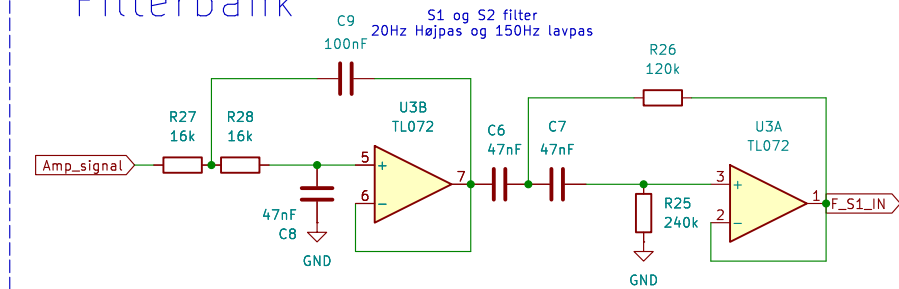 Filterbank
S1 og S2 filter
20Hz Højpas og 150Hz lavpas
C9
100nF
R26
120k
R27
16k
R28
16k
U3B
TL072
C6
47nF
C7
47nF
U3A
TL072
Amp_signal
5
+
6
-
7
3
+
2
-
1
F_S1_IN
47nF
C8
GND
R25
240k
GND